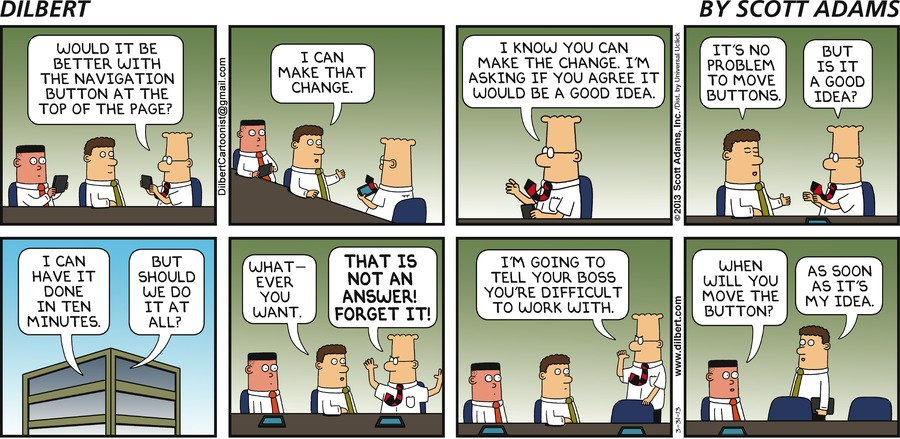 DILBERT
BY SCOTT ADAMS
WOULD IT BE
BETTER WITH
THE NAVIGATION
BUTTON AT THE
TOP OF THE PAGE?
DilbertCartoonist@gmail.com
I CAN
MAKE THAT
CHANGE.
I KNOW YOU CAN
MAKE THE CHANGE. I'M
ASKING IF YOU AGREE IT
WOULD BE A GOOD IDEA.
©2013 Scott Adams, Inc./Dist. by Universal Uclick
IT'S NO
PROBLEM
TO MOVE
BUTTONS.
BUT
IS IT
A GOOD
IDEA?
I CAN
HAVE IT
DONE
IN TEN
MINUTES.
BUT
SHOULD
WE DO
IT AT
ALL?
WHAT—
EVER
YOU
WANT.
THAT IS
NOT AN
ANSWER!
FORGET IT!
I'M GOING TO
TELL YOUR BOSS
YOU'RE DIFFICULT
TO WORK WITH.
3-31-13
www.dilbert.com
WHEN
WILL YOU
MOVE THE
BUTTON?
AS SOON
AS IT'S
MY IDEA.